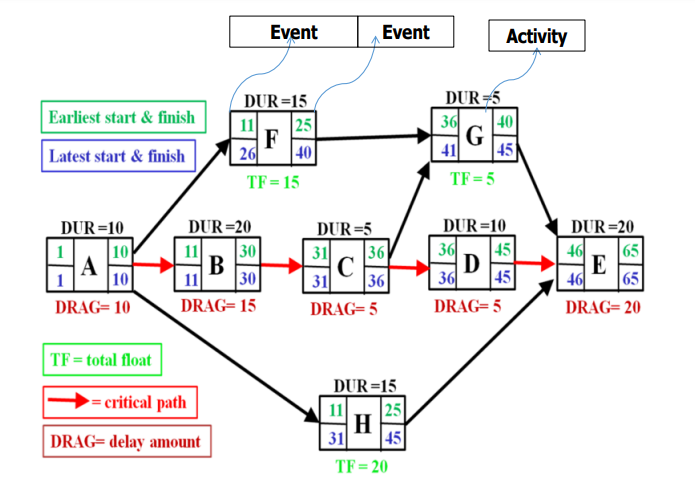 Event Event
Activity
DUR=15
DUR=5
Earliest start & finish
11 F 25
26 40
36 G 40
41 45
Latest start & finish
TF = 15
TF = 5
DUR=10
DUR=20
DUR=5
DUR=10
DUR=20
1 A 10
1 10
11 B 30
11 30
31 C 36
31 36
36 D 45
36 45
46 E 65
46 65
DRAG= 10
DRAG= 15
DRAG= 5
DRAG= 5
DRAG= 20
TF = total float
= critical path
DRAG= delay amount
DUR=15
11 H 25
31 45
TF = 20